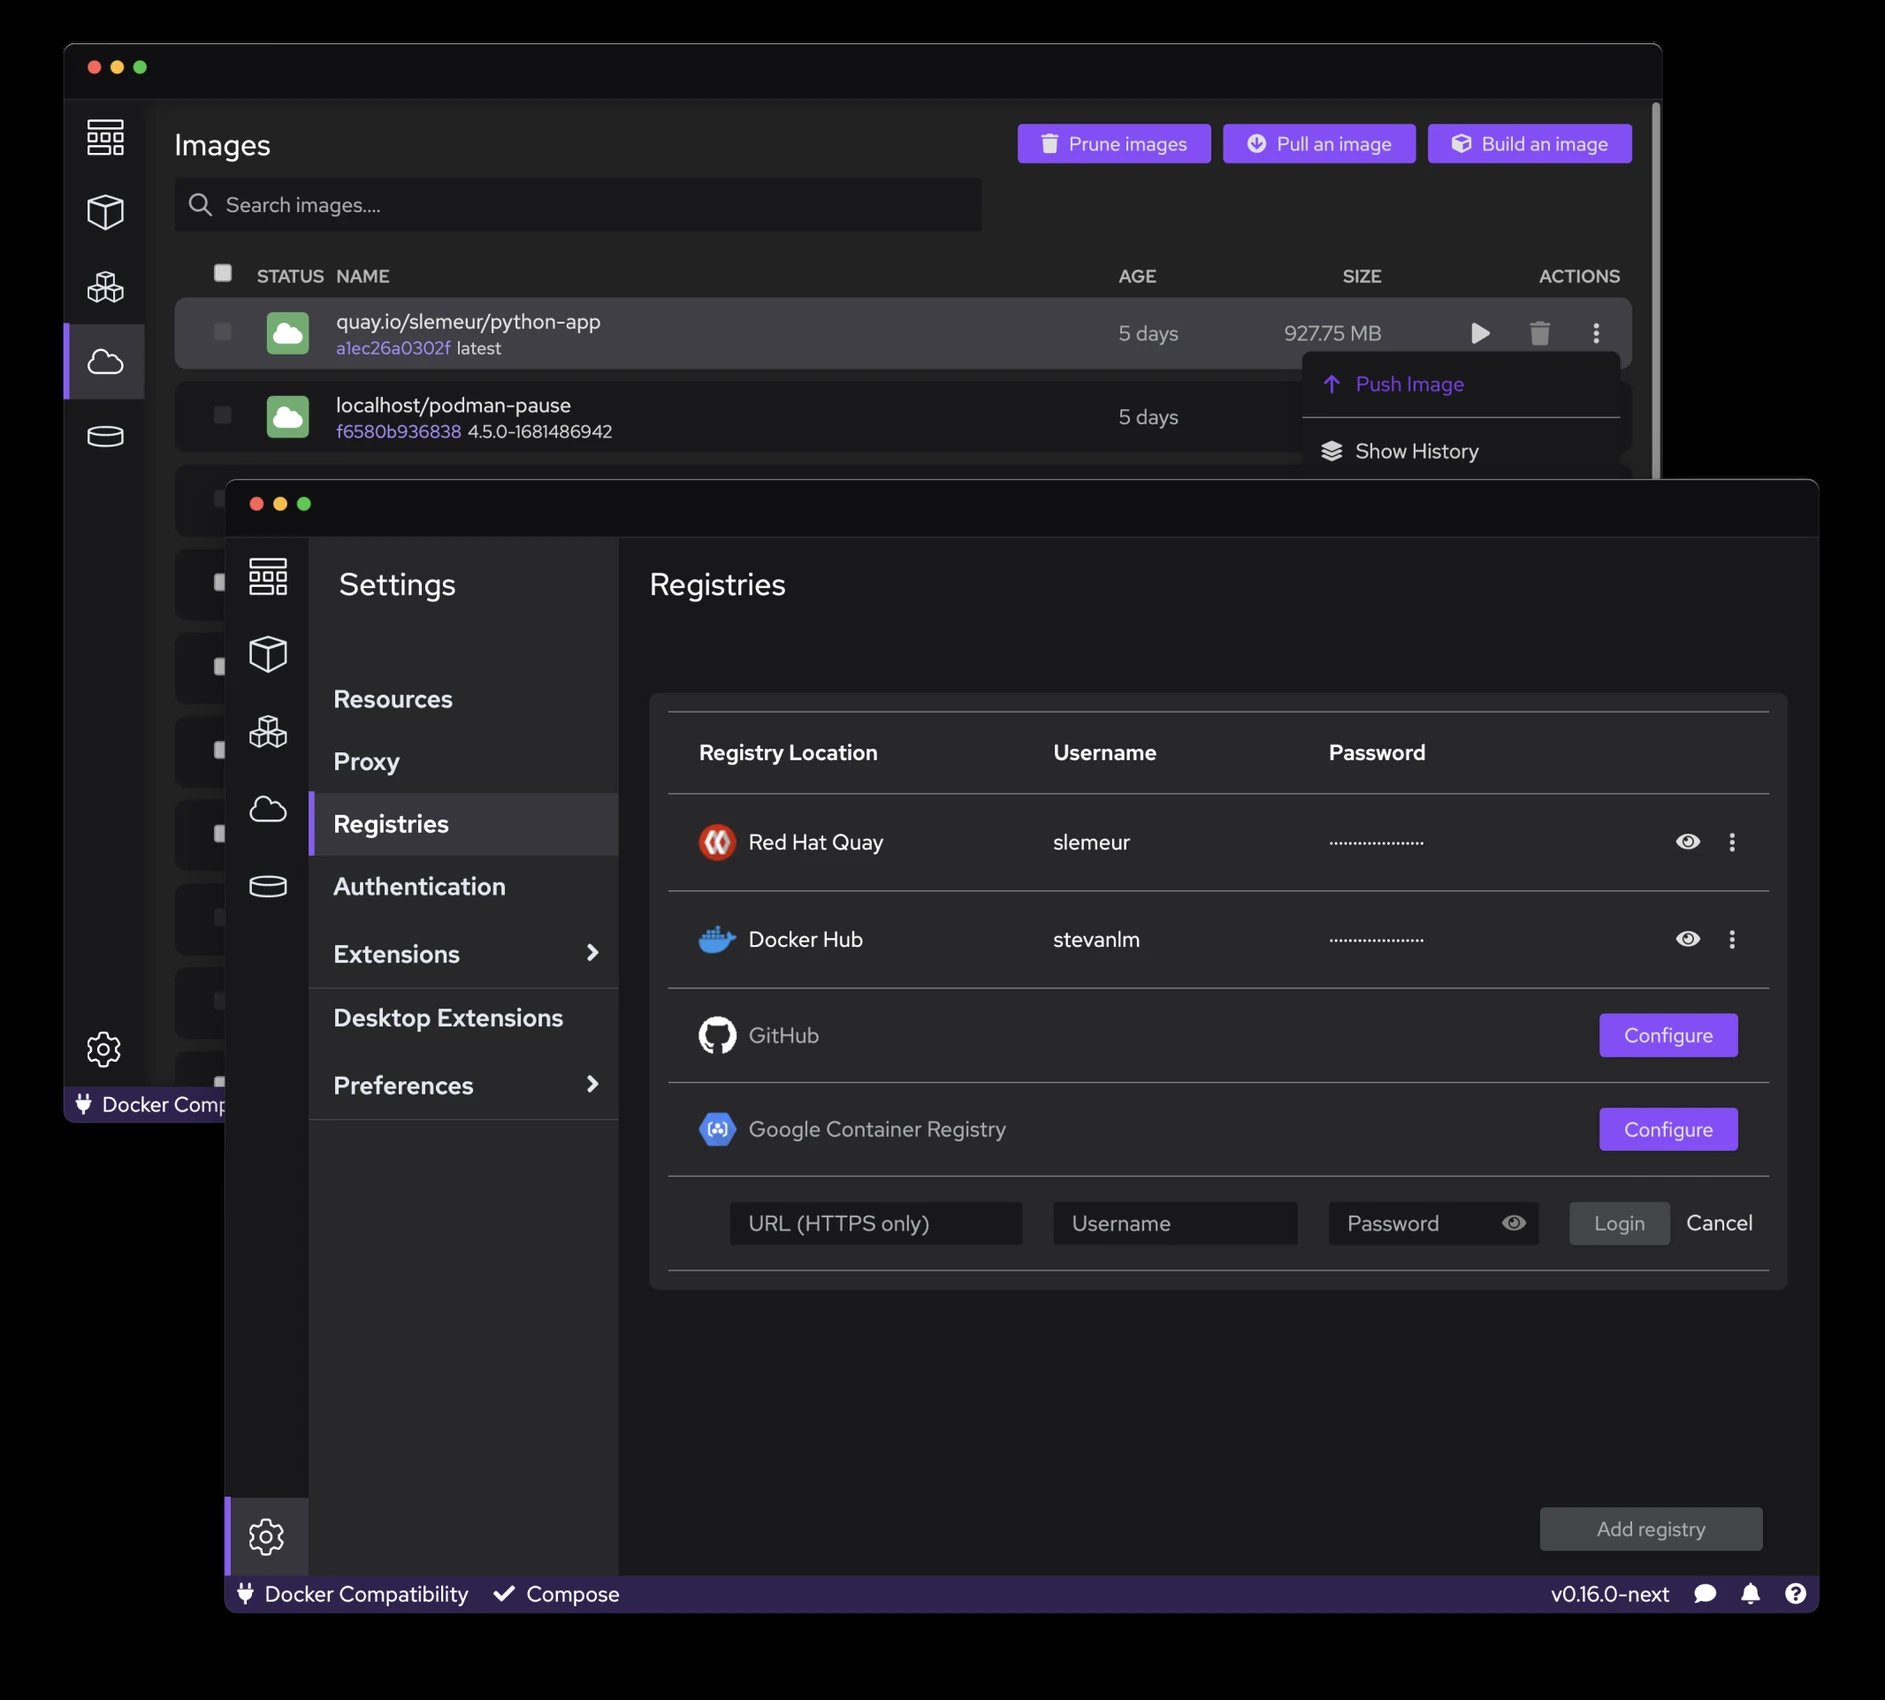 Images
Prune images
Pull an image
Build an image
Search images....
STATUS NAME AGE SIZE ACTIONS
quay.io/slemeur/python-app
a1ec26a0302f latest
5 days
927.75 MB
Push Image
localhost/podman-pause
f6580b936838 4.5.0-1681486942
5 days
Show History
Docker Comp
Settings
Resources
Proxy
Registries
Authentication
Extensions
Desktop Extensions
Preferences
Registries
Registry Location Username Password
Red Hat Quay slemeur ....................
Docker Hub stevanlm ....................
GitHub Configure
Google Container Registry Configure
URL (HTTPS only) Username Password Login Cancel
Add registry
Docker Compatibility Compose v0.16.0-next